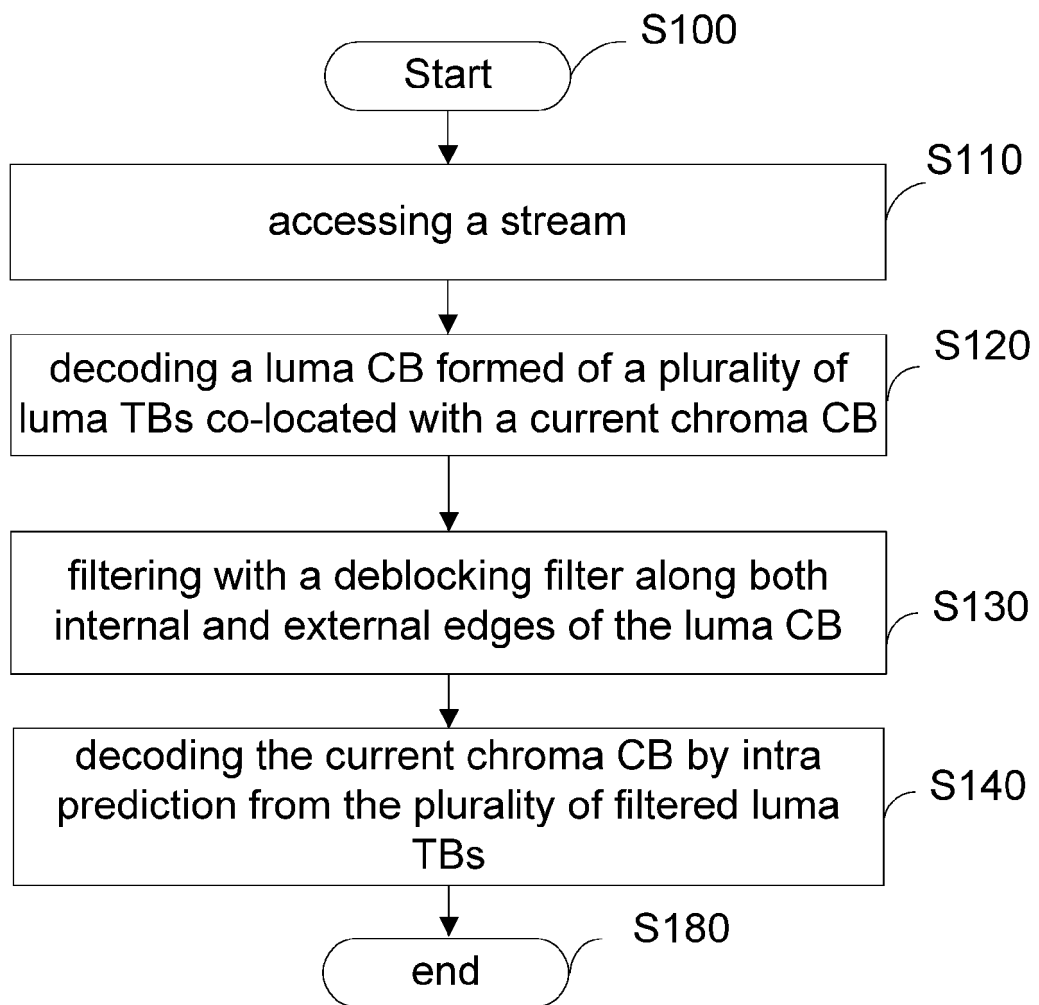 S100
Start
S110
accessing a stream
S120
decoding a luma CB formed of a plurality of
luma TBs co-located with a current chroma CB
filtering with a deblocking filter along both
internal and external edges of the luma CB
S130
decoding the current chroma CB by intra
prediction from the plurality of filtered luma
TBs
S140
S180
end